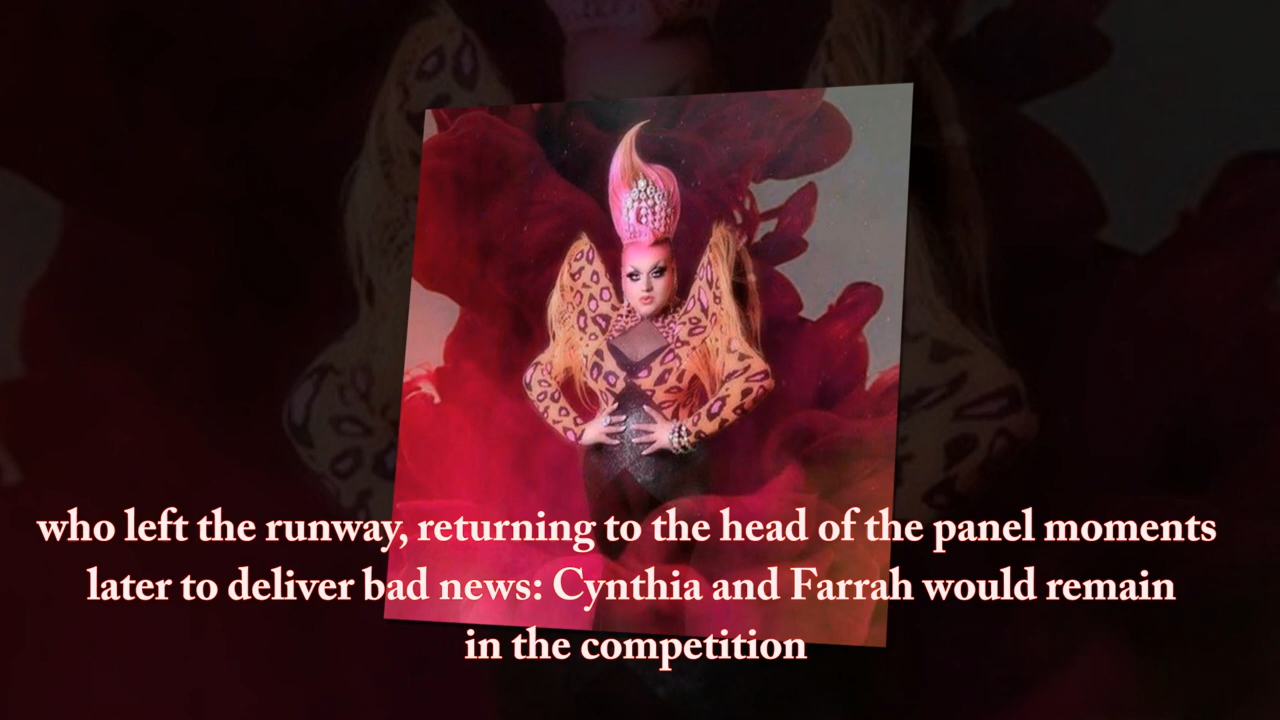 who left the runway, returning to the head of the panel moments
later to deliver bad news: Cynthia and Farrah would remain
in the competition